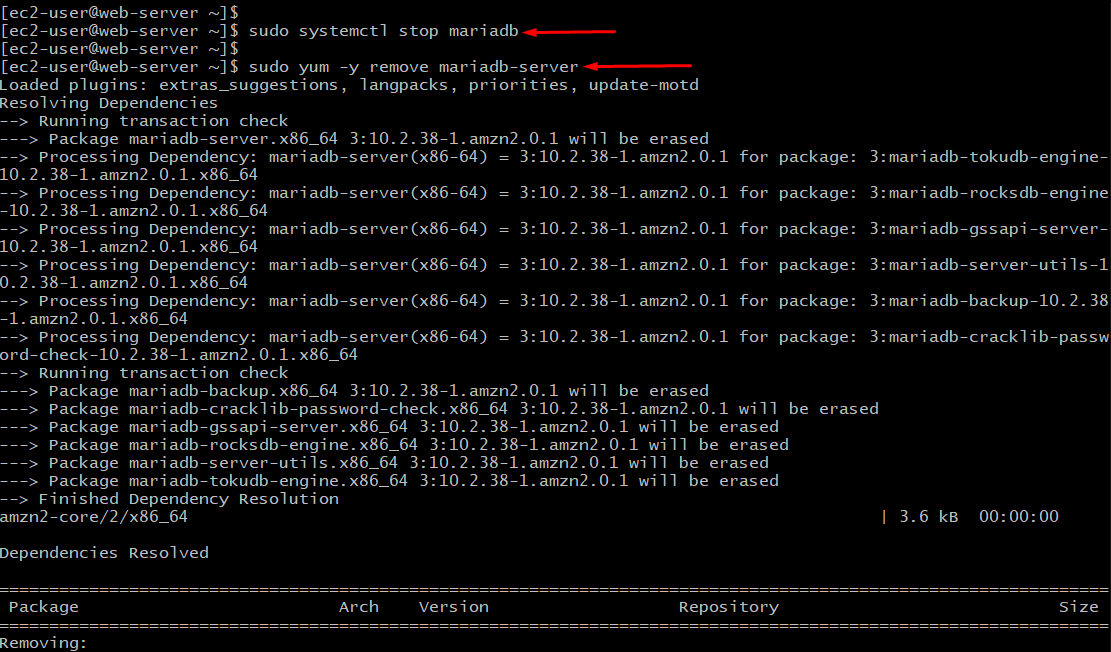 [ec2-user@web-server ~]$
[ec2-user@web-server ~]$ sudo systemctl stop mariadb
[ec2-user@web-server ~]$
[ec2-user@web-server ~]$ sudo yum -y remove mariadb-server
Loaded plugins: extras_suggestions, langpacks, priorities, update-motd
Resolving Dependencies
--> Running transaction check
---> Package mariadb-server.x86_64 3:10.2.38-1.amzn2.0.1 will be erased
--> Processing Dependency: mariadb-server(x86-64) = 3:10.2.38-1.amzn2.0.1 for package: 3:mariadb-tokudb-engine-
10.2.38-1.amzn2.0.1.x86_64
--> Processing Dependency: mariadb-server(x86-64) = 3:10.2.38-1.amzn2.0.1 for package: 3:mariadb-rocksdb-engine
-10.2.38-1.amzn2.0.1.x86_64
--> Processing Dependency: mariadb-server(x86-64) = 3:10.2.38-1.amzn2.0.1 for package: 3:mariadb-gssapi-server-
10.2.38-1.amzn2.0.1.x86_64
--> Processing Dependency: mariadb-server(x86-64) = 3:10.2.38-1.amzn2.0.1 for package: 3:mariadb-server-utils-1
0.2.38-1.amzn2.0.1.x86_64
--> Processing Dependency: mariadb-server(x86-64) = 3:10.2.38-1.amzn2.0.1 for package: 3:mariadb-backup-10.2.38
-1.amzn2.0.1.x86_64
--> Processing Dependency: mariadb-server(x86-64) = 3:10.2.38-1.amzn2.0.1 for package: 3:mariadb-cracklib-passw
ord-check-10.2.38-1.amzn2.0.1.x86_64
--> Running transaction check
---> Package mariadb-backup.x86_64 3:10.2.38-1.amzn2.0.1 will be erased
---> Package mariadb-cracklib-password-check.x86_64 3:10.2.38-1.amzn2.0.1 will be erased
---> Package mariadb-gssapi-server.x86_64 3:10.2.38-1.amzn2.0.1 will be erased
---> Package mariadb-rocksdb-engine.x86_64 3:10.2.38-1.amzn2.0.1 will be erased
---> Package mariadb-server-utils.x86_64 3:10.2.38-1.amzn2.0.1 will be erased
---> Package mariadb-tokudb-engine.x86_64 3:10.2.38-1.amzn2.0.1 will be erased
--> Finished Dependency Resolution
amzn2-core/2/x86_64 | 3.6 kB 00:00:00
Dependencies Resolved
===============================================================================================================
Package Arch Version Repository Size
===============================================================================================================
Removing: